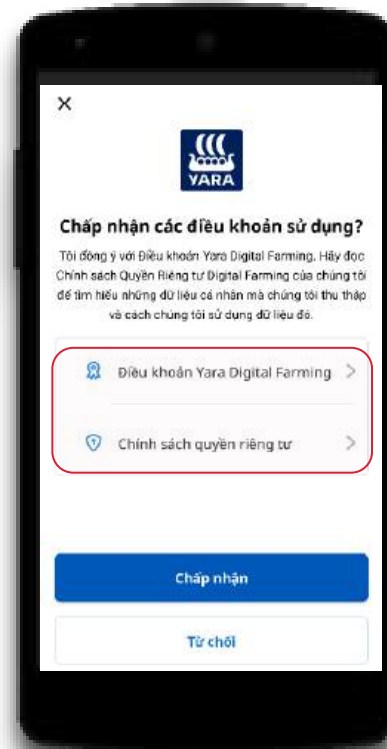 YARA
Chấp nhận các điều khoản sử dụng?
Tôi đồng ý với Điều khoản Yara Digital Farming. Hãy đọc
Chính sách Quyền Riêng tư Digital Farming của chúng tôi
để tìm hiểu những dữ liệu cá nhân mà chúng tôi thu thập
và cách chúng tôi sử dụng dữ liệu đó.
Điều khoản Yara Digital Farming
Chính sách quyền riêng tư
Chấp nhận
Từ chối